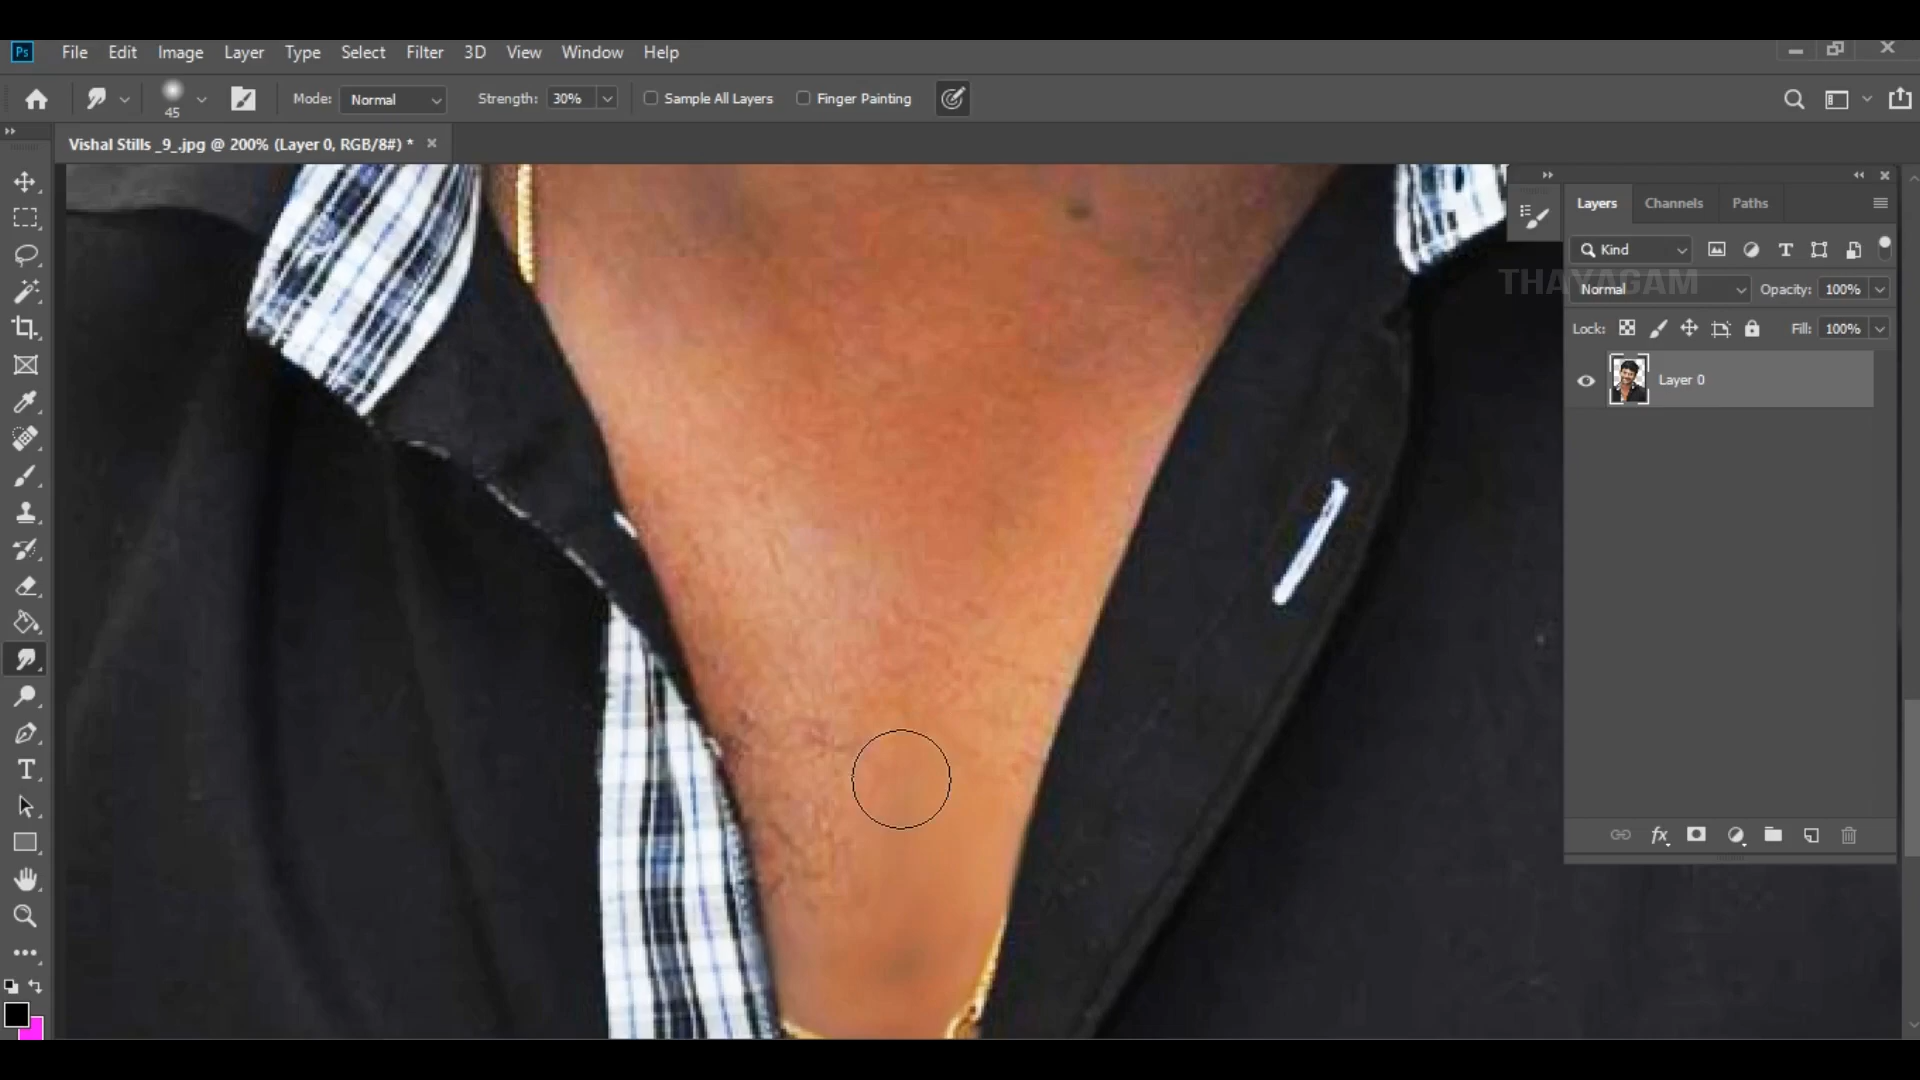 Ps File Edit Image Layer Type Select Filter 3D View Window Help
45 Mode: Normal Strength: 30% Sample All Layers Finger Painting
Vishal Stills _9_.jpg @ 200% (Layer 0, RGB/8#) *
Layers Channels Paths
Kind
THAYAGAM
Normal Opacity: 100%
Lock: Fill: 100%
Layer 0
fx